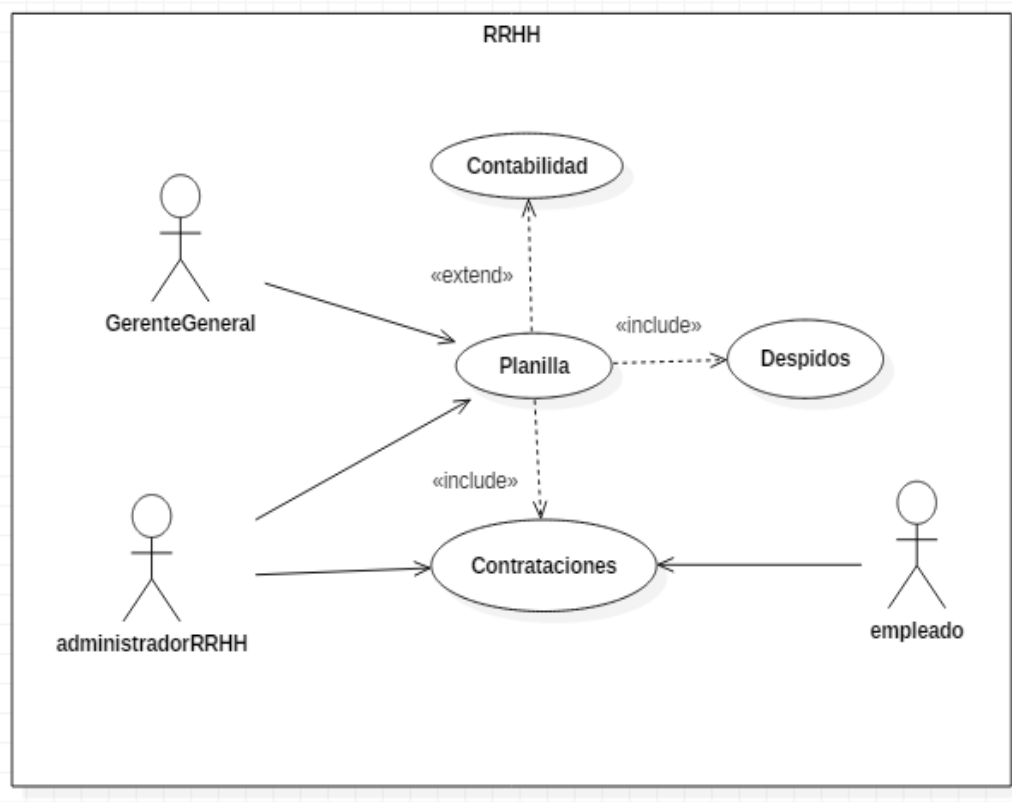 RRHH
Contabilidad
«extend»
GerenteGeneral
«include»
Planilla
Despidos
«include»
Contrataciones
administradorRRHH
empleado